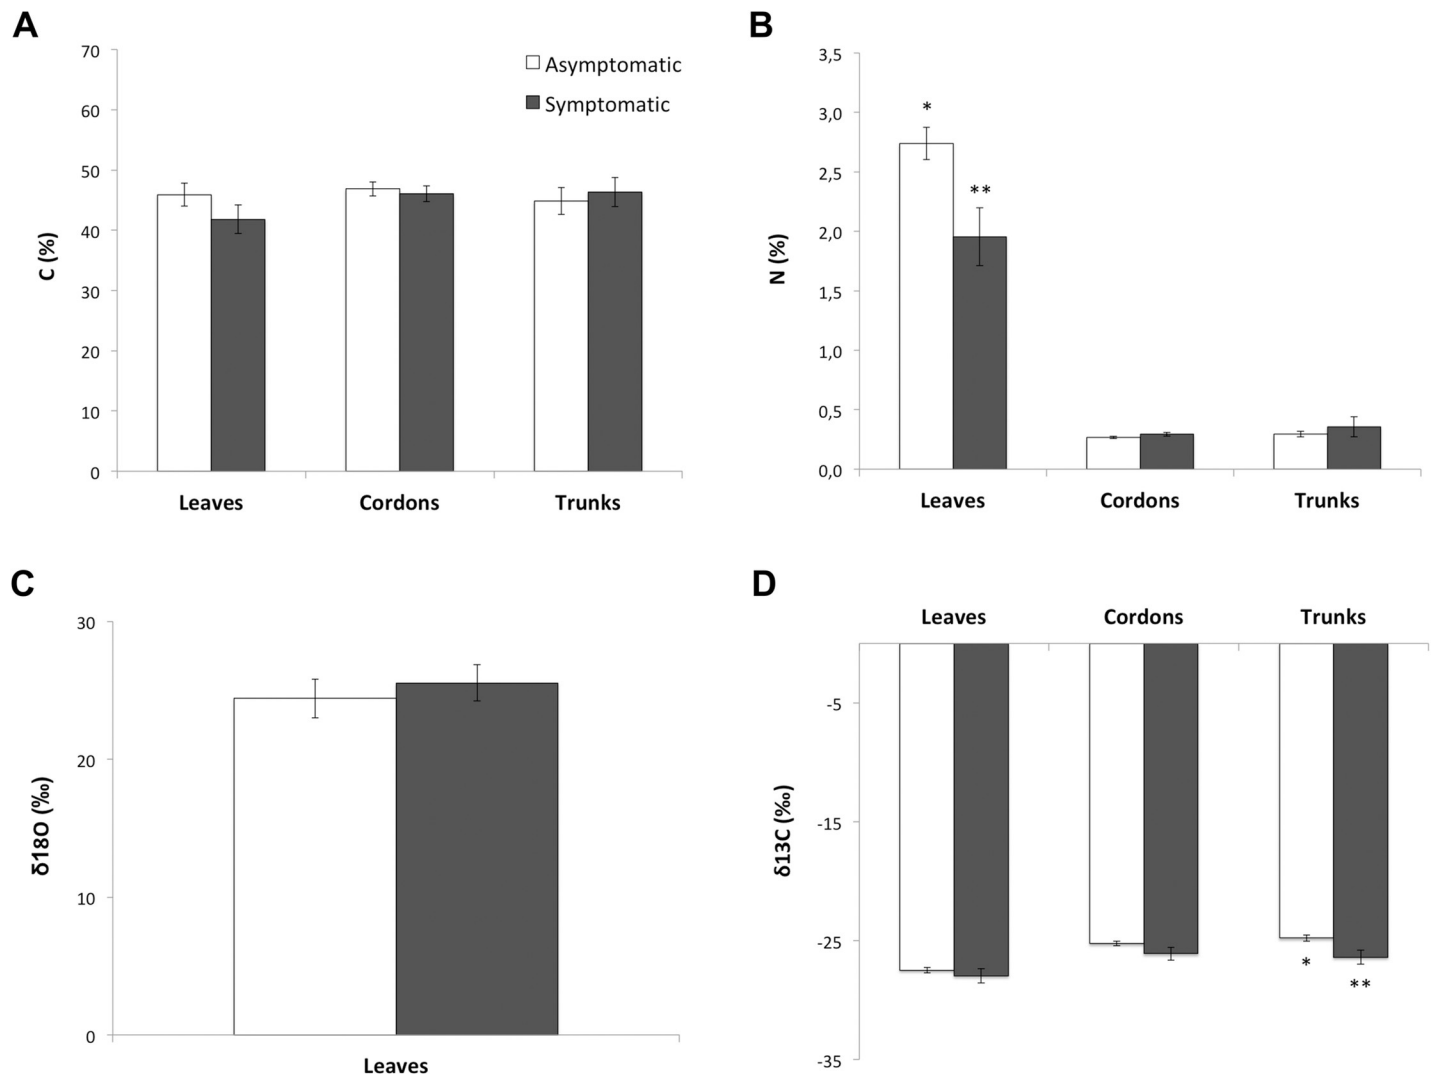 A
70
60
50
40
30
20
10
0
C (%)
Asymptomatic
Symptomatic
Leaves Cordons Trunks
B
3,5
3,0
2,5
2,0
1,5
1,0
0,5
0,0
N (%)
*
**
Leaves Cordons Trunks
C
30
20
10
0
δ18O (‰)
Leaves
D
Leaves Cordons Trunks
-5
-15
-25
-35
δ13C (‰)
*
**